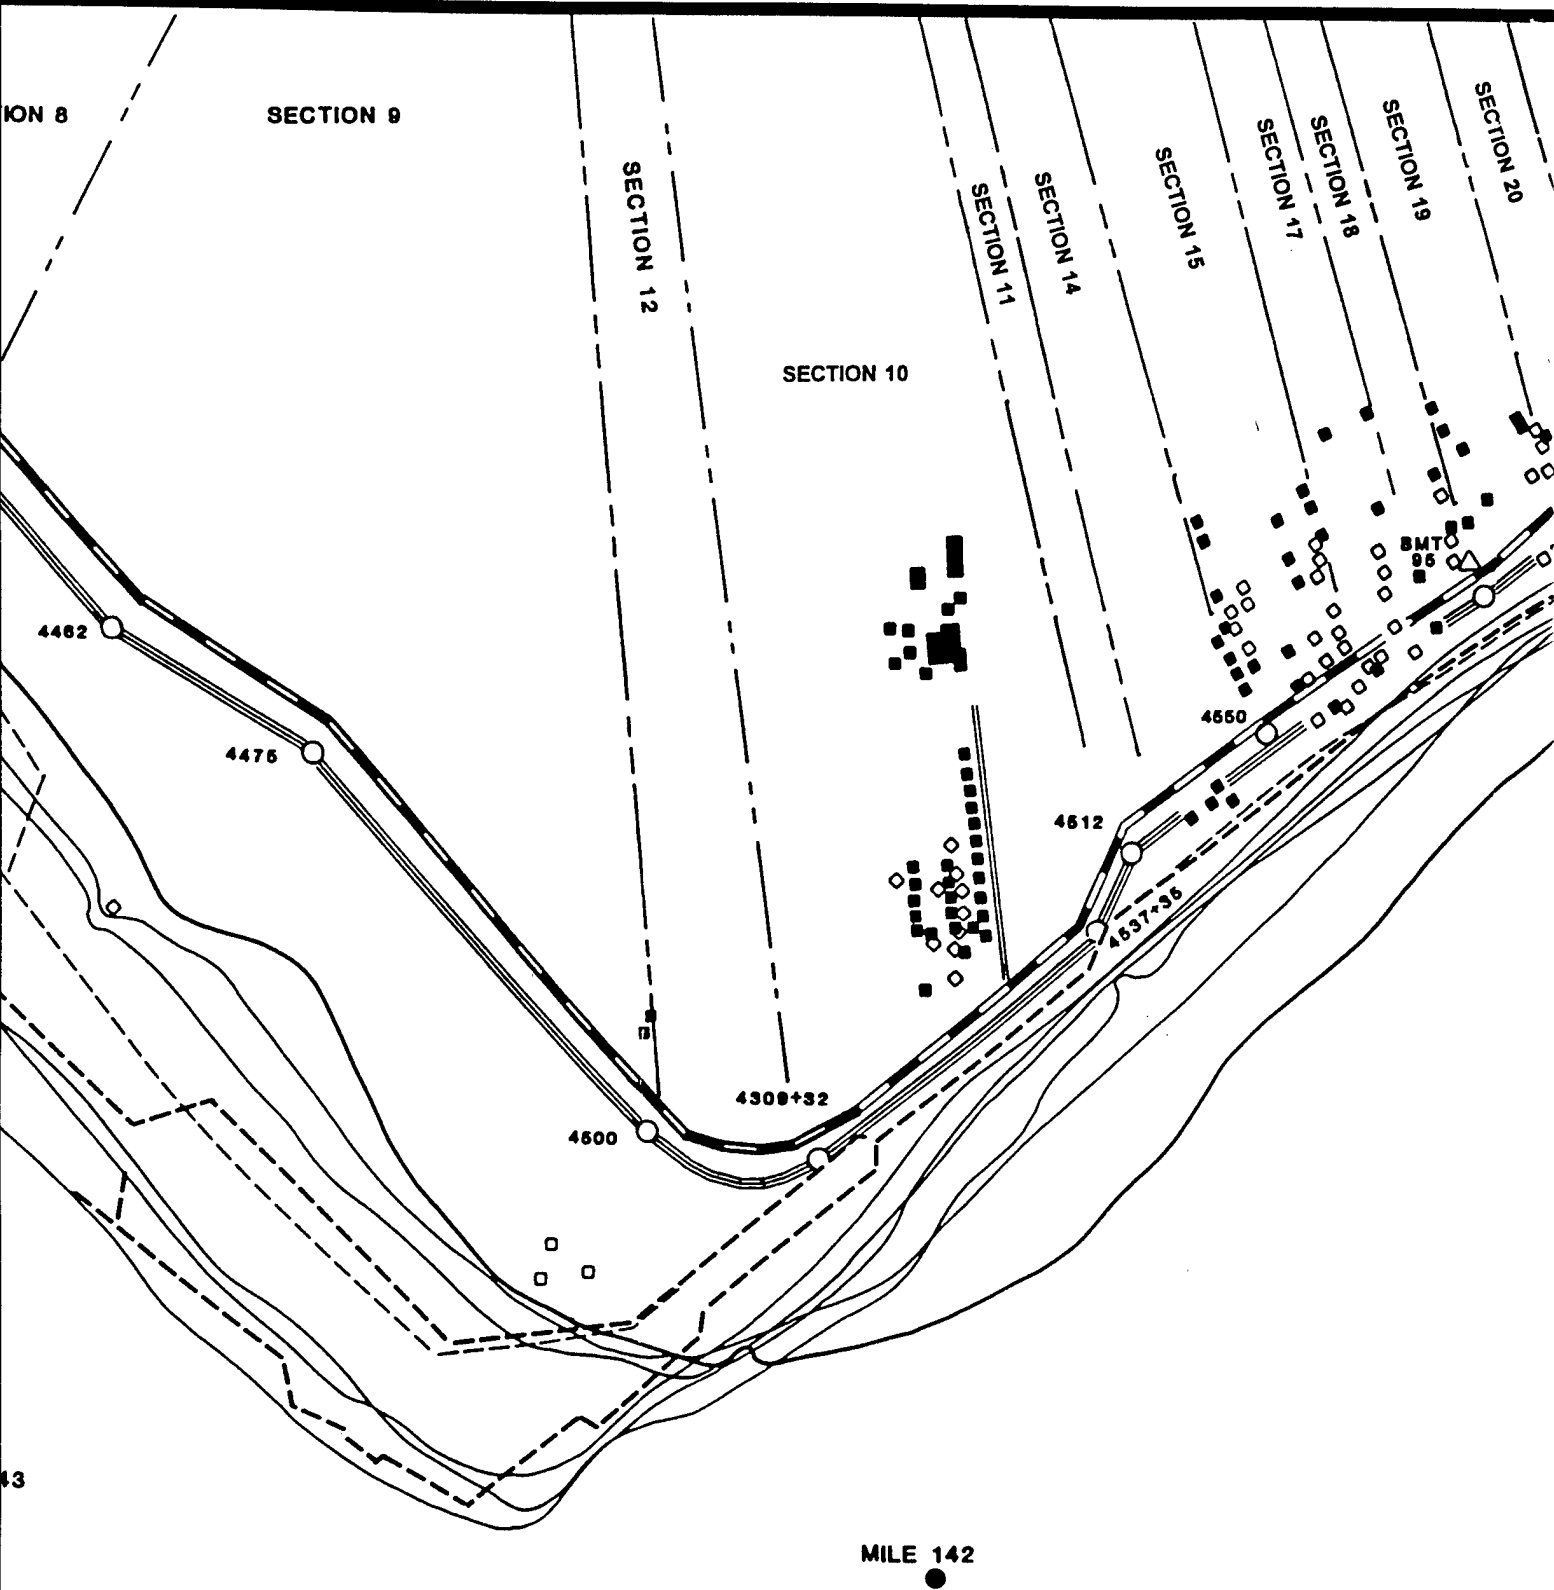 ION 8
SECTION 9
SECTION 12
SECTION 10
SECTION 11
SECTION 14
SECTION 15
SECTION 17
SECTION 18
SECTION 19
SECTION 20
BMT
95
4462
4475
4550
4512
4537+35
4309+32
4500
43
MILE 142